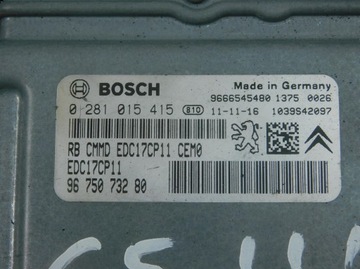 BOSCH
Made in Germany
9666545480 1375 0026
0 281 015 415 B10 11-11-16 1039S42097
RB CMMD EDC17CP11 CEM0
EDC17CP11
96 750 732 80